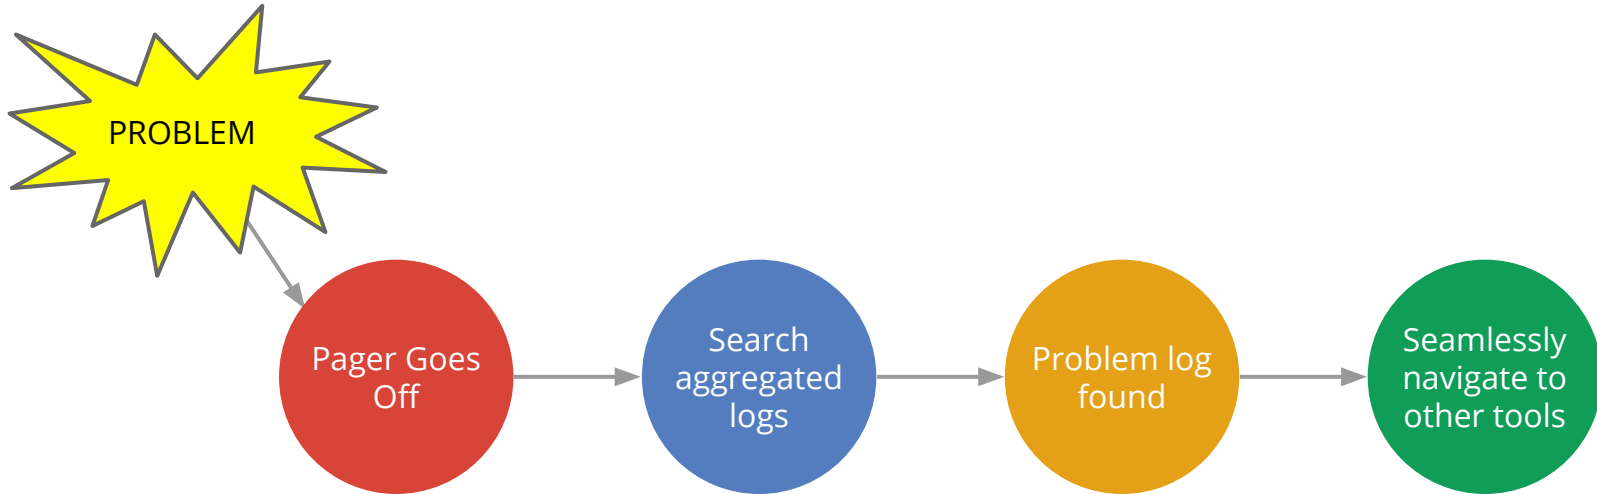 PROBLEM
Pager Goes
Off
Search
aggregated
logs
Problem log
found
Seamlessly
navigate to
other tools